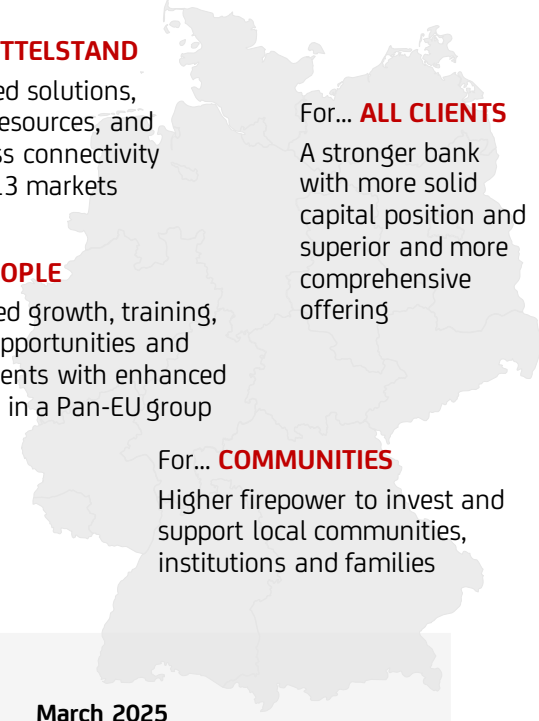 TTELSTAND
ed solutions,
esources, and
ss connectivity
13 markets
For... ALL CLIENTS
A stronger bank
with more solid
capital position and
superior and more
comprehensive
offering
OPLE
ed growth, training,
pportunities and
ents with enhanced
in a Pan-EU group
For... COMMUNITIES
Higher firepower to invest and
support local communities,
institutions and families
March 2025